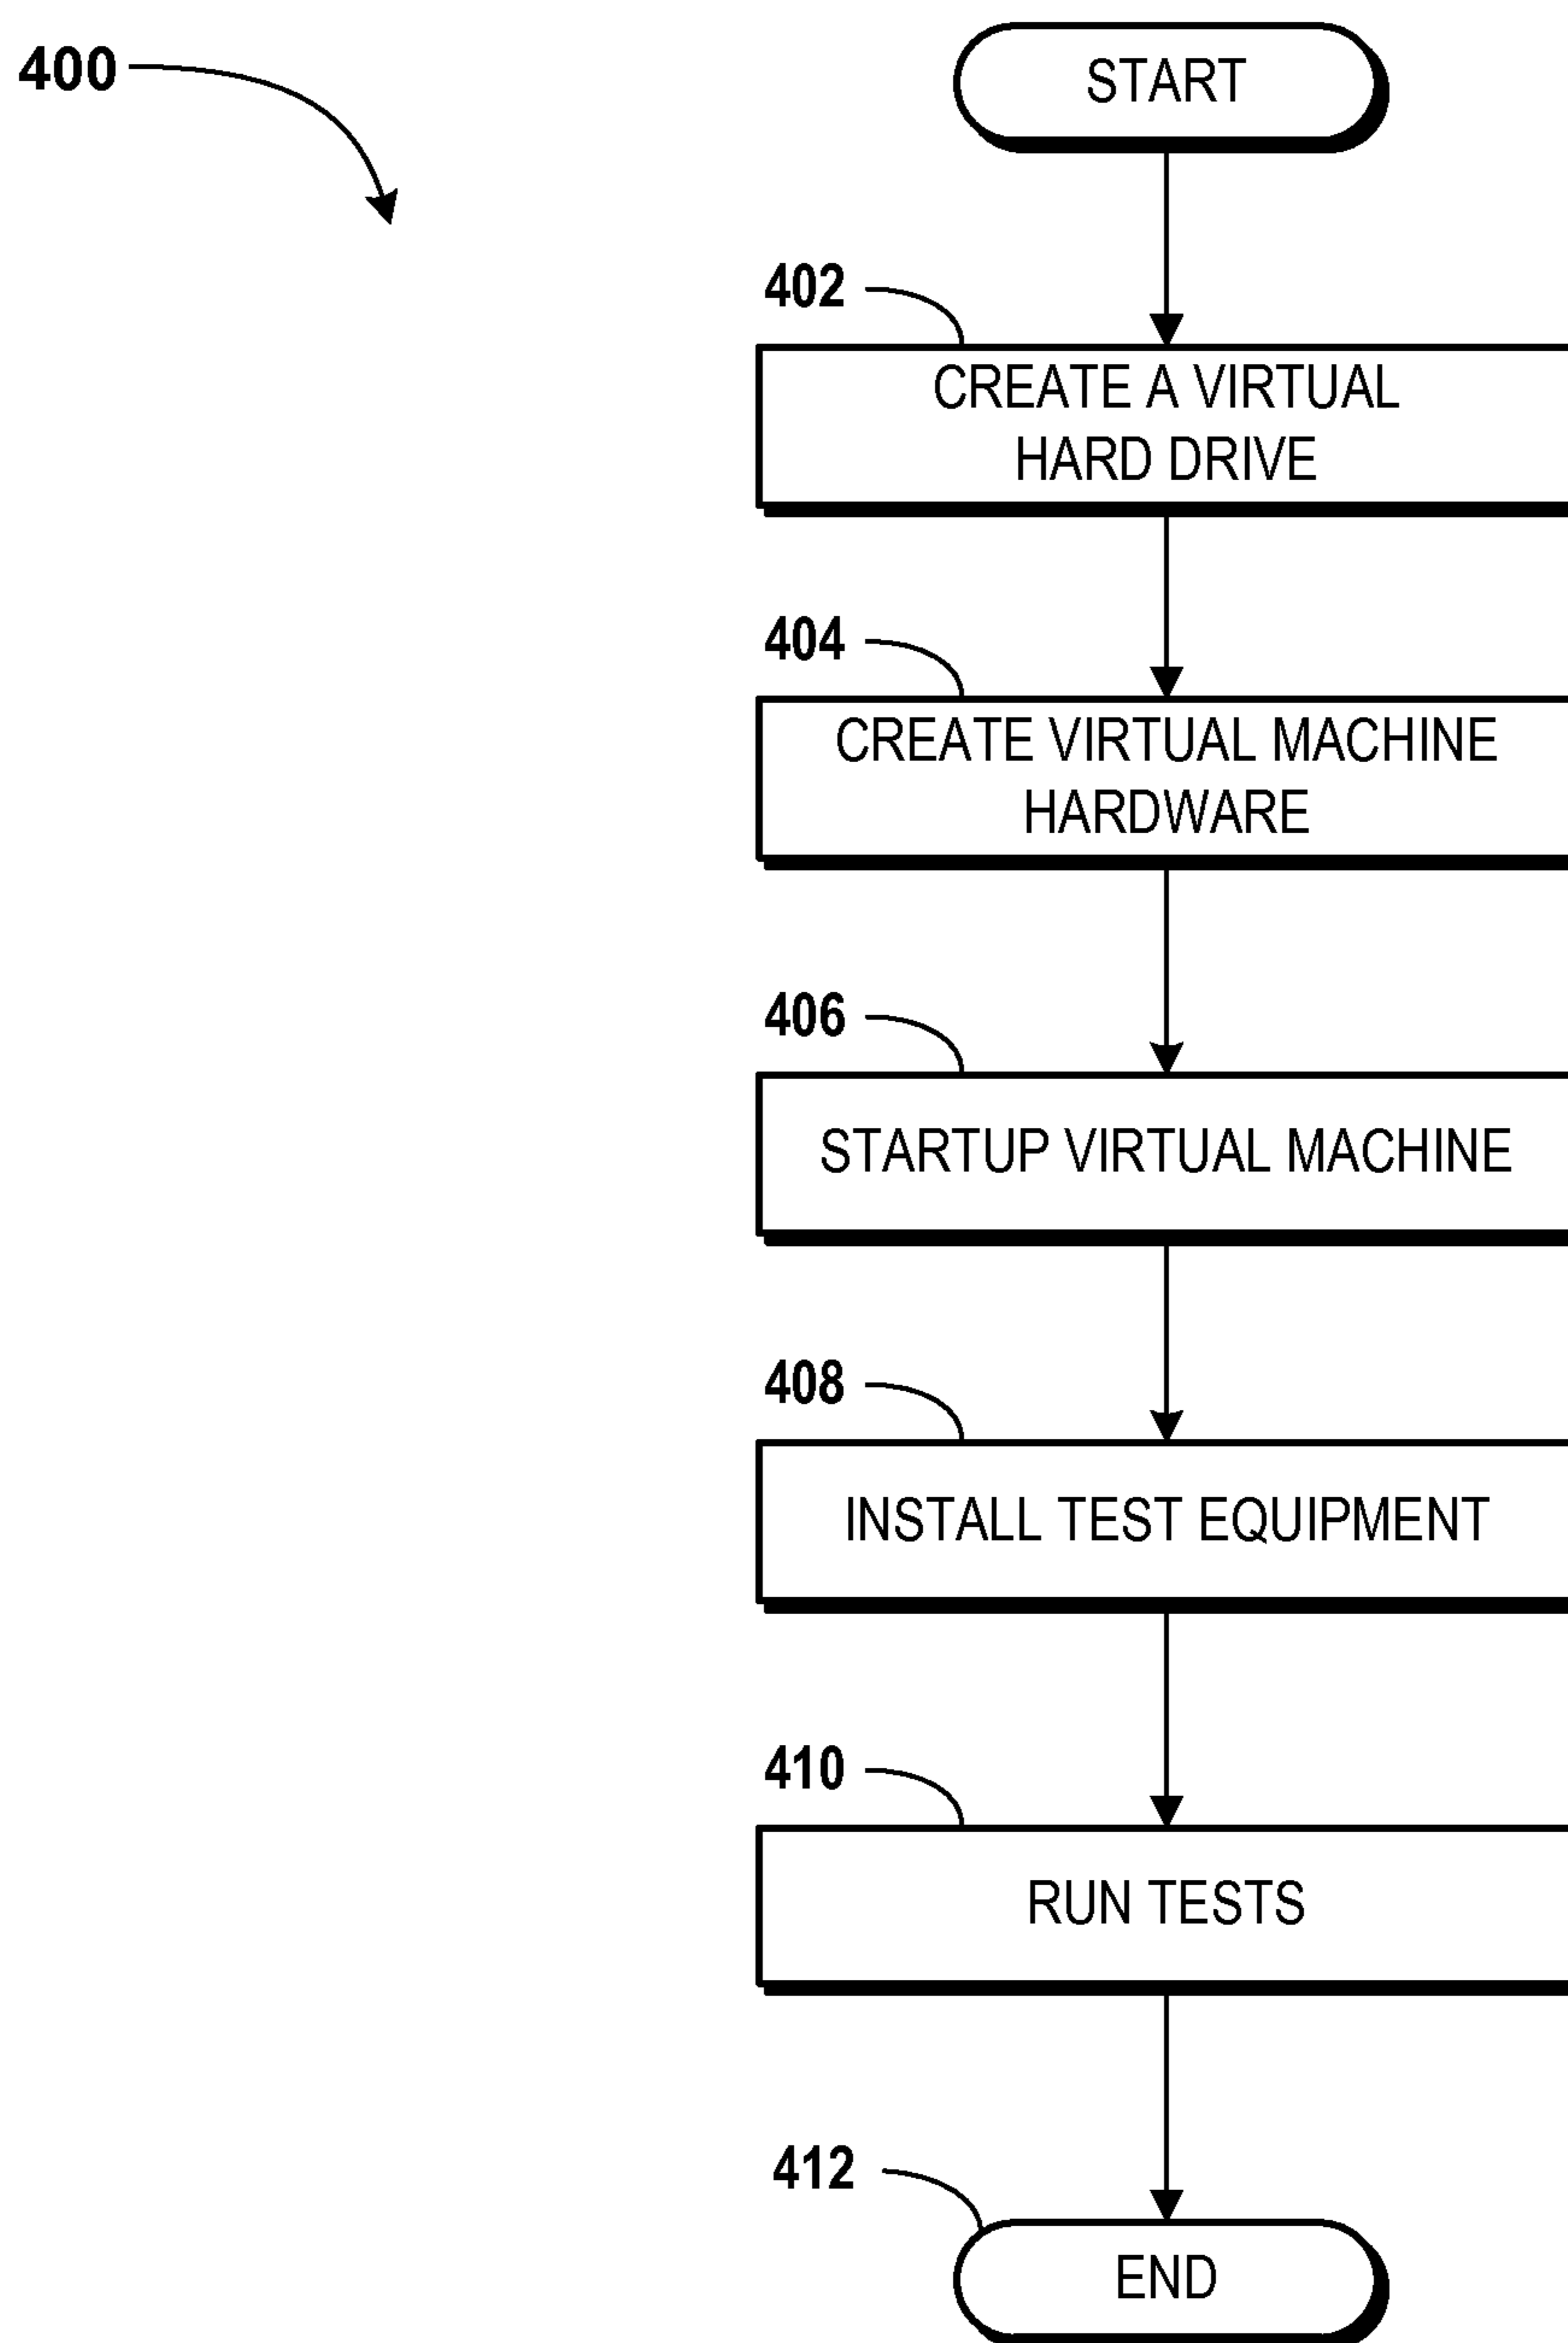 400
START
402
CREATE A VIRTUAL
HARD DRIVE
404
CREATE VIRTUAL MACHINE
HARDWARE
406
STARTUP VIRTUAL MACHINE
408
INSTALL TEST EQUIPMENT
410
RUN TESTS
412
END